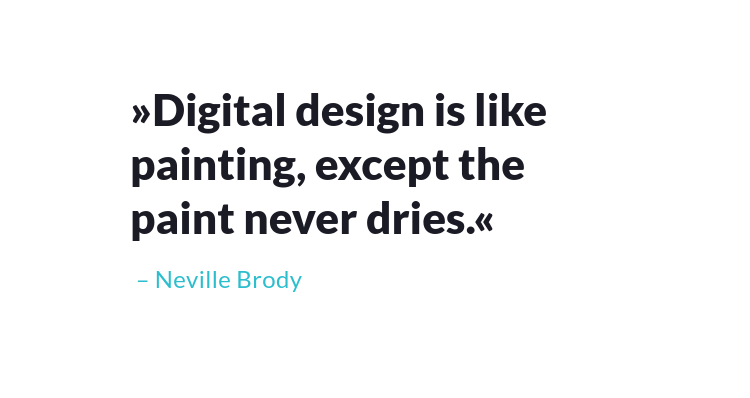 »Digital design is like
painting, except the
paint never dries.«
– Neville Brody